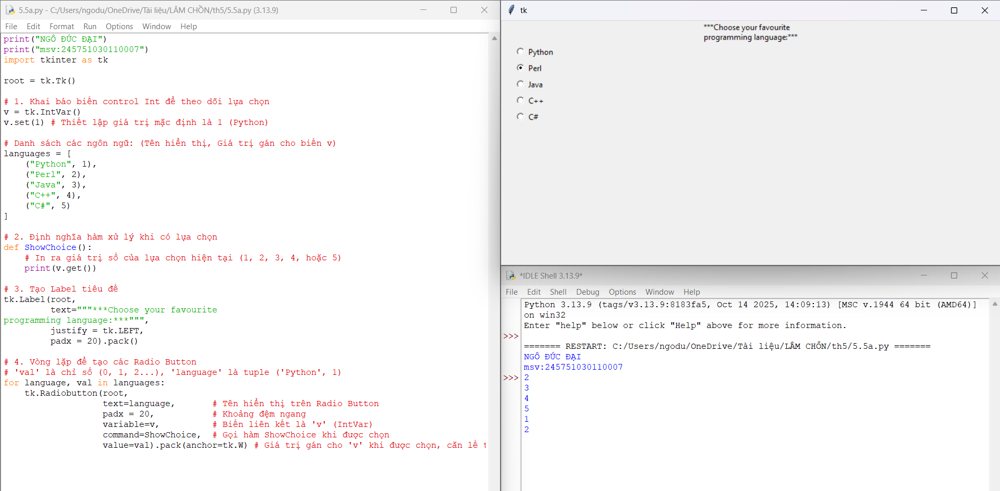 5.5a.py - C:/Users/ngodu/OneDrive/Tài liệu/LÂM CHỒN/th5/5.5a.py (3.13.9)
File Edit Format Run Options Window Help
print("NGÔ ĐỨC ĐẠI")
print("msv:245751030110007")
import tkinter as tk
root = tk.Tk()
# 1. Khai báo biến control Int để theo dõi lựa chọn
v = tk.IntVar()
v.set(1) # Thiết lập giá trị mặc định là 1 (Python)
# Danh sách các ngôn ngữ: (Tên hiển thị, Giá trị gán cho biến v)
languages = [
    ("Python", 1),
    ("Perl", 2),
    ("Java", 3),
    ("C++", 4),
    ("C#", 5)
]
# 2. Định nghĩa hàm xử lý khi có lựa chọn
def ShowChoice():
    # In ra giá trị số của lựa chọn hiện tại (1, 2, 3, 4, hoặc 5)
    print(v.get())
# 3. Tạo Label tiêu đề
tk.Label(root,
         text="""***Choose your favourite
programming language:***""",
         justify = tk.LEFT,
         padx = 20).pack()
# 4. Vòng lặp để tạo các Radio Button
# 'val' là chỉ số (0, 1, 2...), 'language' là tuple ('Python', 1)
for language, val in languages:
    tk.Radiobutton(root,
                   text=language,       # Tên hiển thị trên Radio Button
                   padx = 20,           # Khoảng đệm ngang
                   variable=v,          # Biến liên kết là 'v' (IntVar)
                   command=ShowChoice,  # Gọi hàm ShowChoice khi được chọn
                   value=val).pack(anchor=tk.W) # Giá trị gán cho 'v' khi được chọn, căn lề
tk
***Choose your favourite
programming language:***
Python
Perl
Java
C++
C#
*IDLE Shell 3.13.9*
File Edit Shell Debug Options Window Help
Python 3.13.9 (tags/v3.13.9:8183fa5, Oct 14 2025, 14:09:13) [MSC v.1944 64 bit (AMD64)]
on win32
Enter "help" below or click "Help" above for more information.
>>>
======= RESTART: C:/Users/ngodu/OneDrive/Tài liệu/LÂM CHỒN/th5/5.5a.py =======
NGÔ ĐỨC ĐẠI
msv:245751030110007
>>> 2
3
4
5
1
2